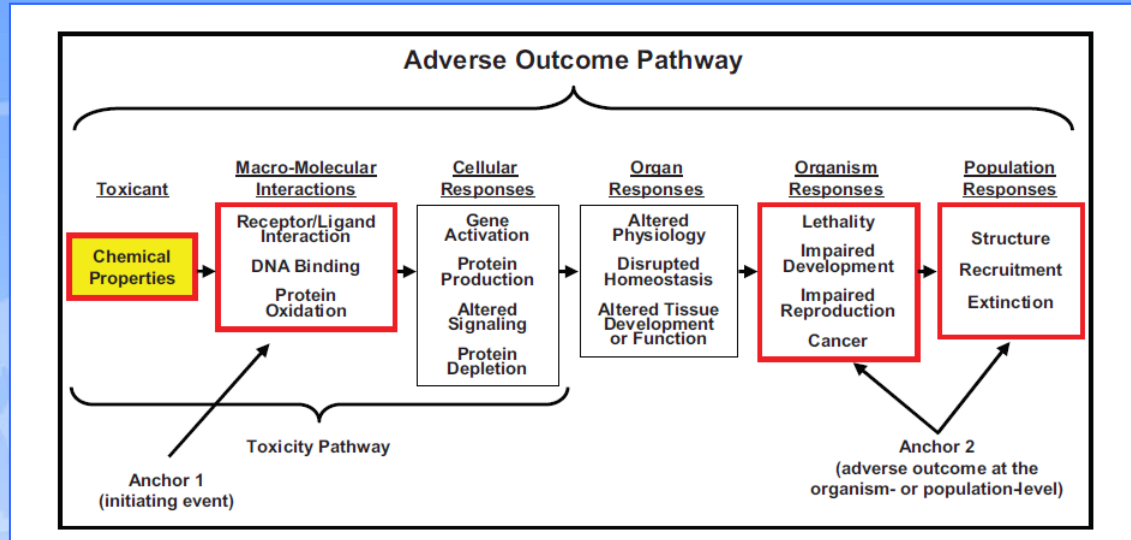 Adverse Outcome Pathway
Toxicant
Chemical
Properties
Macro-Molecular
Interactions
Receptor/Ligand
Interaction
DNA Binding
Protein
Oxidation
Cellular
Responses
Gene
Activation
Protein
Production
Altered
Signaling
Protein
Depletion
Organ
Responses
Altered
Physiology
Disrupted
Homeostasis
Altered Tissue
Development
or Function
Organism
Responses
Lethality
Impaired
Development
Impaired
Reproduction
Cancer
Population
Responses
Structure
Recruitment
Extinction
Toxicity Pathway
Anchor 1
(initiating event)
Anchor 2
(adverse outcome at the
organism- or population-level)